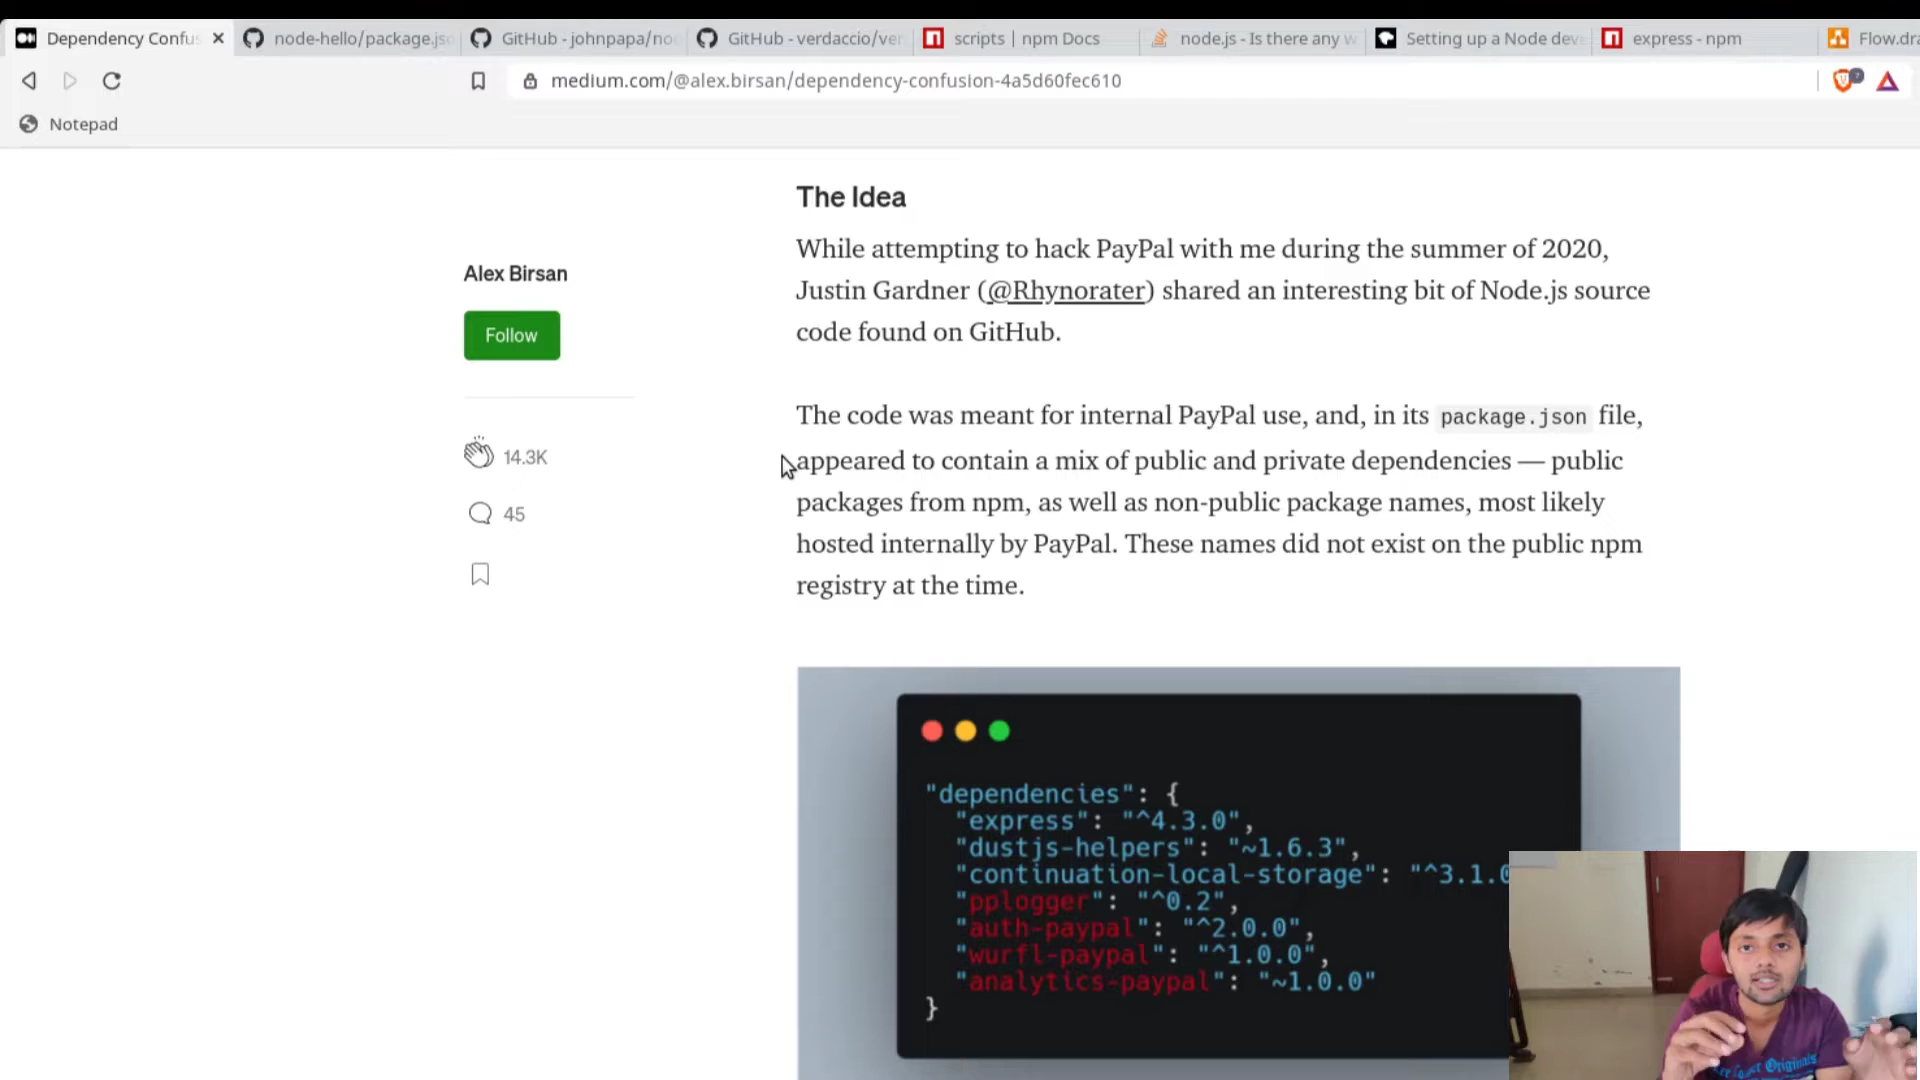 Dependency Confus
node-hello/package.jso
GitHub - johnpapa/nod
GitHub - verdaccio/ver
scripts | npm Docs
node.js - Is there any w
Setting up a Node deve
express - npm
Flow.dra
medium.com/@alex.birsan/dependency-confusion-4a5d60fec610
7
Notepad
The Idea
While attempting to hack PayPal with me during the summer of 2020,
Justin Gardner (@Rhynorater) shared an interesting bit of Node.js source
code found on GitHub.
Alex Birsan
Follow
14.3K
45
The code was meant for internal PayPal use, and, in its package.json file,
appeared to contain a mix of public and private dependencies — public
packages from npm, as well as non-public package names, most likely
hosted internally by PayPal. These names did not exist on the public npm
registry at the time.
"dependencies": {
"express": "^4.3.0",
"dustjs-helpers": "~1.6.3",
"continuation-local-storage": "^3.1.0
"pplogger": "^0.2",
"auth-paypal": "^2.0.0",
"wurfl-paypal": "^1.0.0",
"analytics-paypal": "~1.0.0"
}
Originals